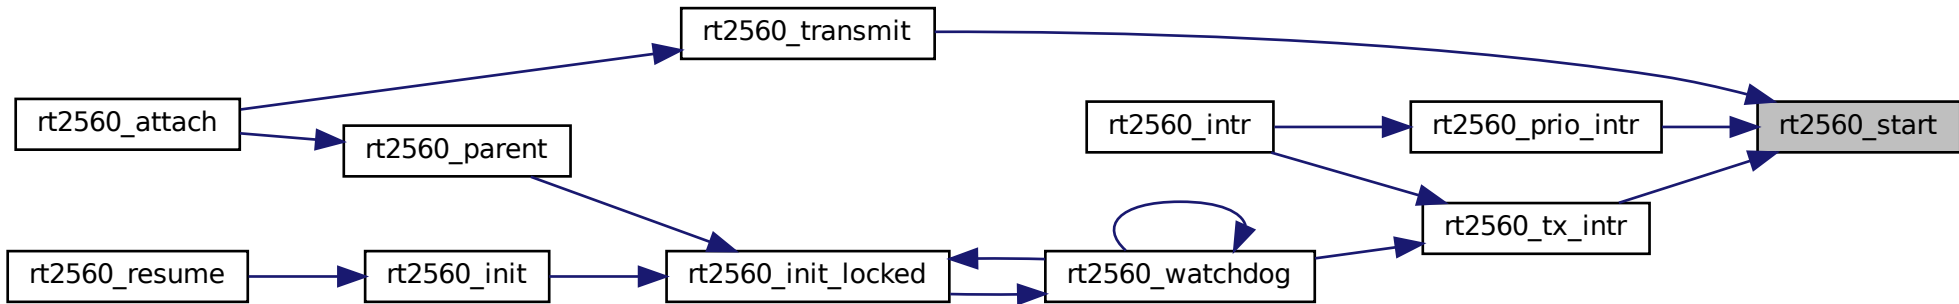 rt2560_transmit
rt2560_attach
rt2560_intr
rt2560_prio_intr
rt2560_start
rt2560_parent
rt2560_tx_intr
rt2560_resume
rt2560_init
rt2560_init_locked
rt2560_watchdog